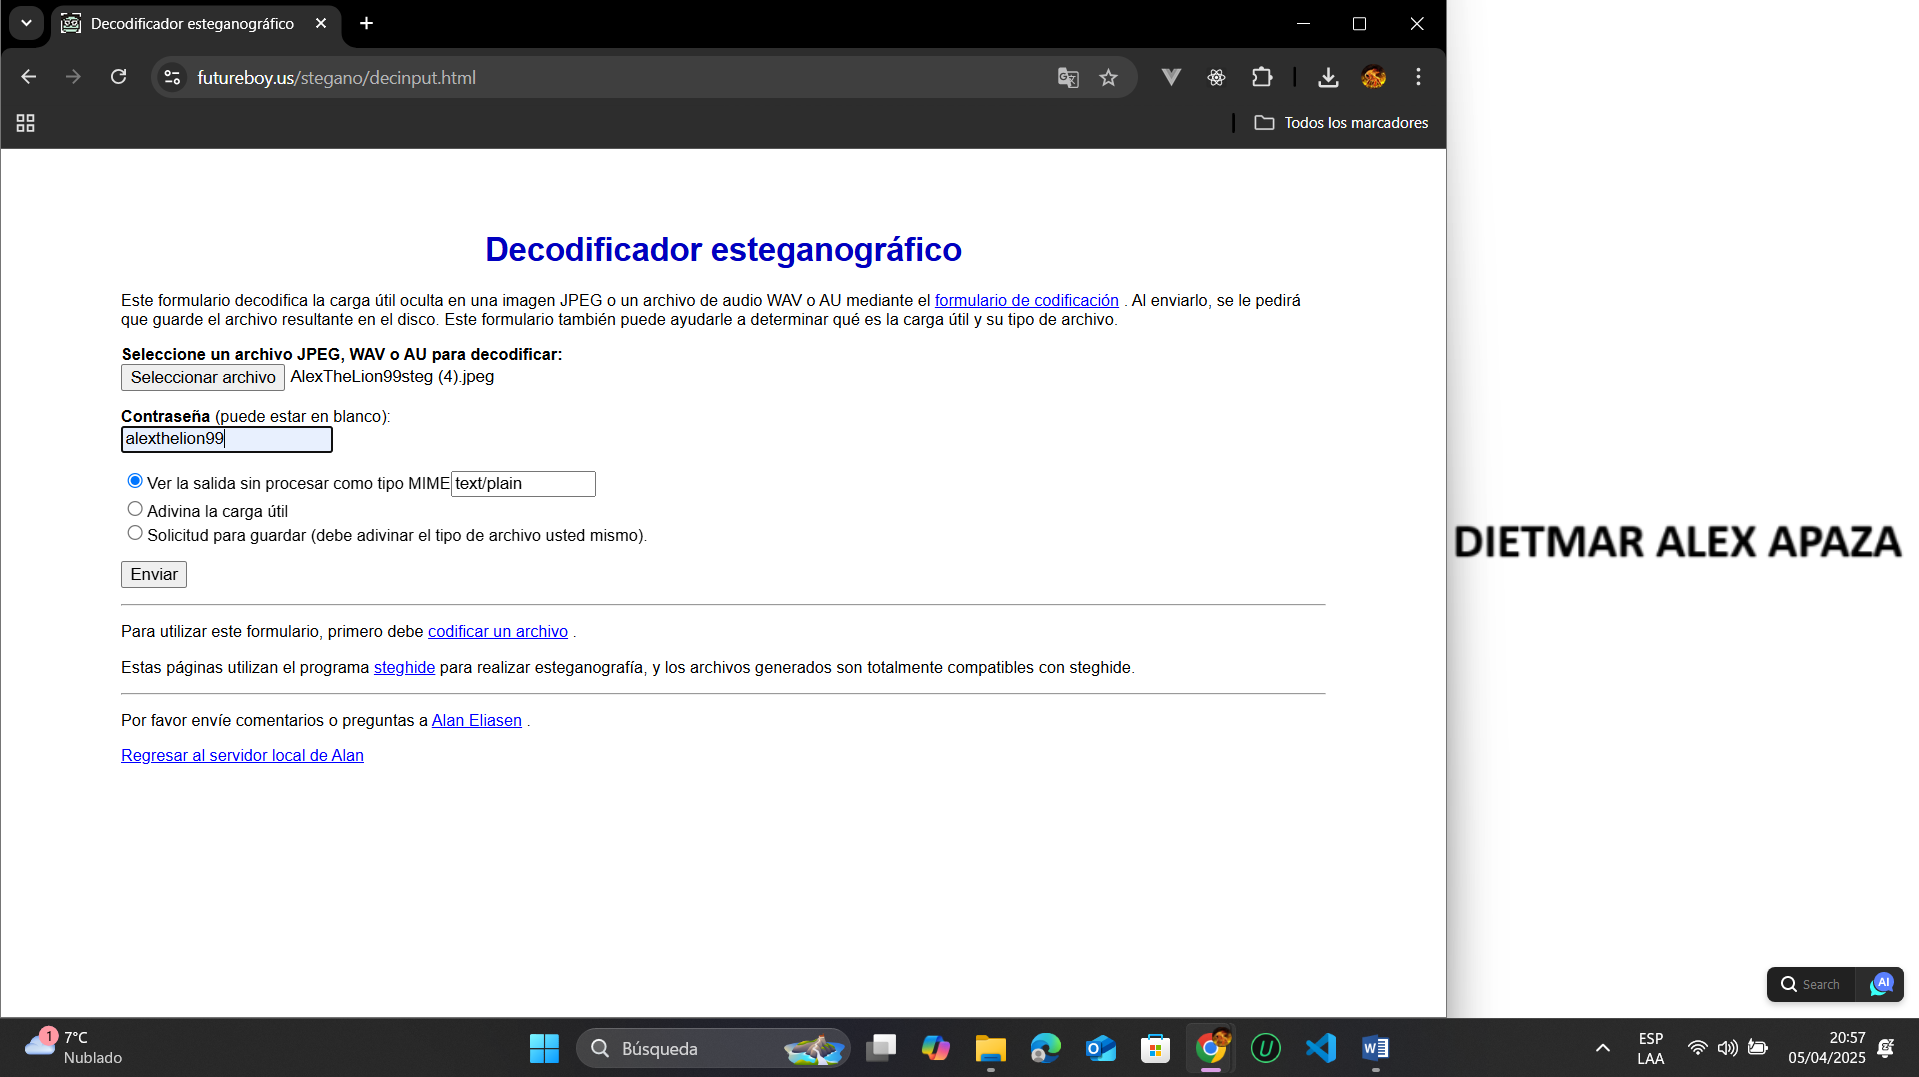 Decodificador esteganográfico
futureboy.us/stegano/decinput.html
Todos los marcadores
Decodificador esteganográfico
Este formulario decodifica la carga útil oculta en una imagen JPEG o un archivo de audio WAV o AU mediante el formulario de codificación . Al enviarlo, se le pedirá
que guarde el archivo resultante en el disco. Este formulario también puede ayudarle a determinar qué es la carga útil y su tipo de archivo.
Seleccione un archivo JPEG, WAV o AU para decodificar:
Seleccionar archivo AlexTheLion99steg (4).jpeg
Contraseña (puede estar en blanco):
alexthelion99
Ver la salida sin procesar como tipo MIME text/plain
Adivina la carga útil
Solicitud para guardar (debe adivinar el tipo de archivo usted mismo).
Enviar
Para utilizar este formulario, primero debe codificar un archivo .
Estas páginas utilizan el programa steghide para realizar esteganografía, y los archivos generados son totalmente compatibles con steghide.
Por favor envíe comentarios o preguntas a Alan Eliasen .
Regresar al servidor local de Alan
DIETMAR ALEX APAZA
Search AI
1
7°C
Nublado
Búsqueda
ESP
LAA
20:57
05/04/2025